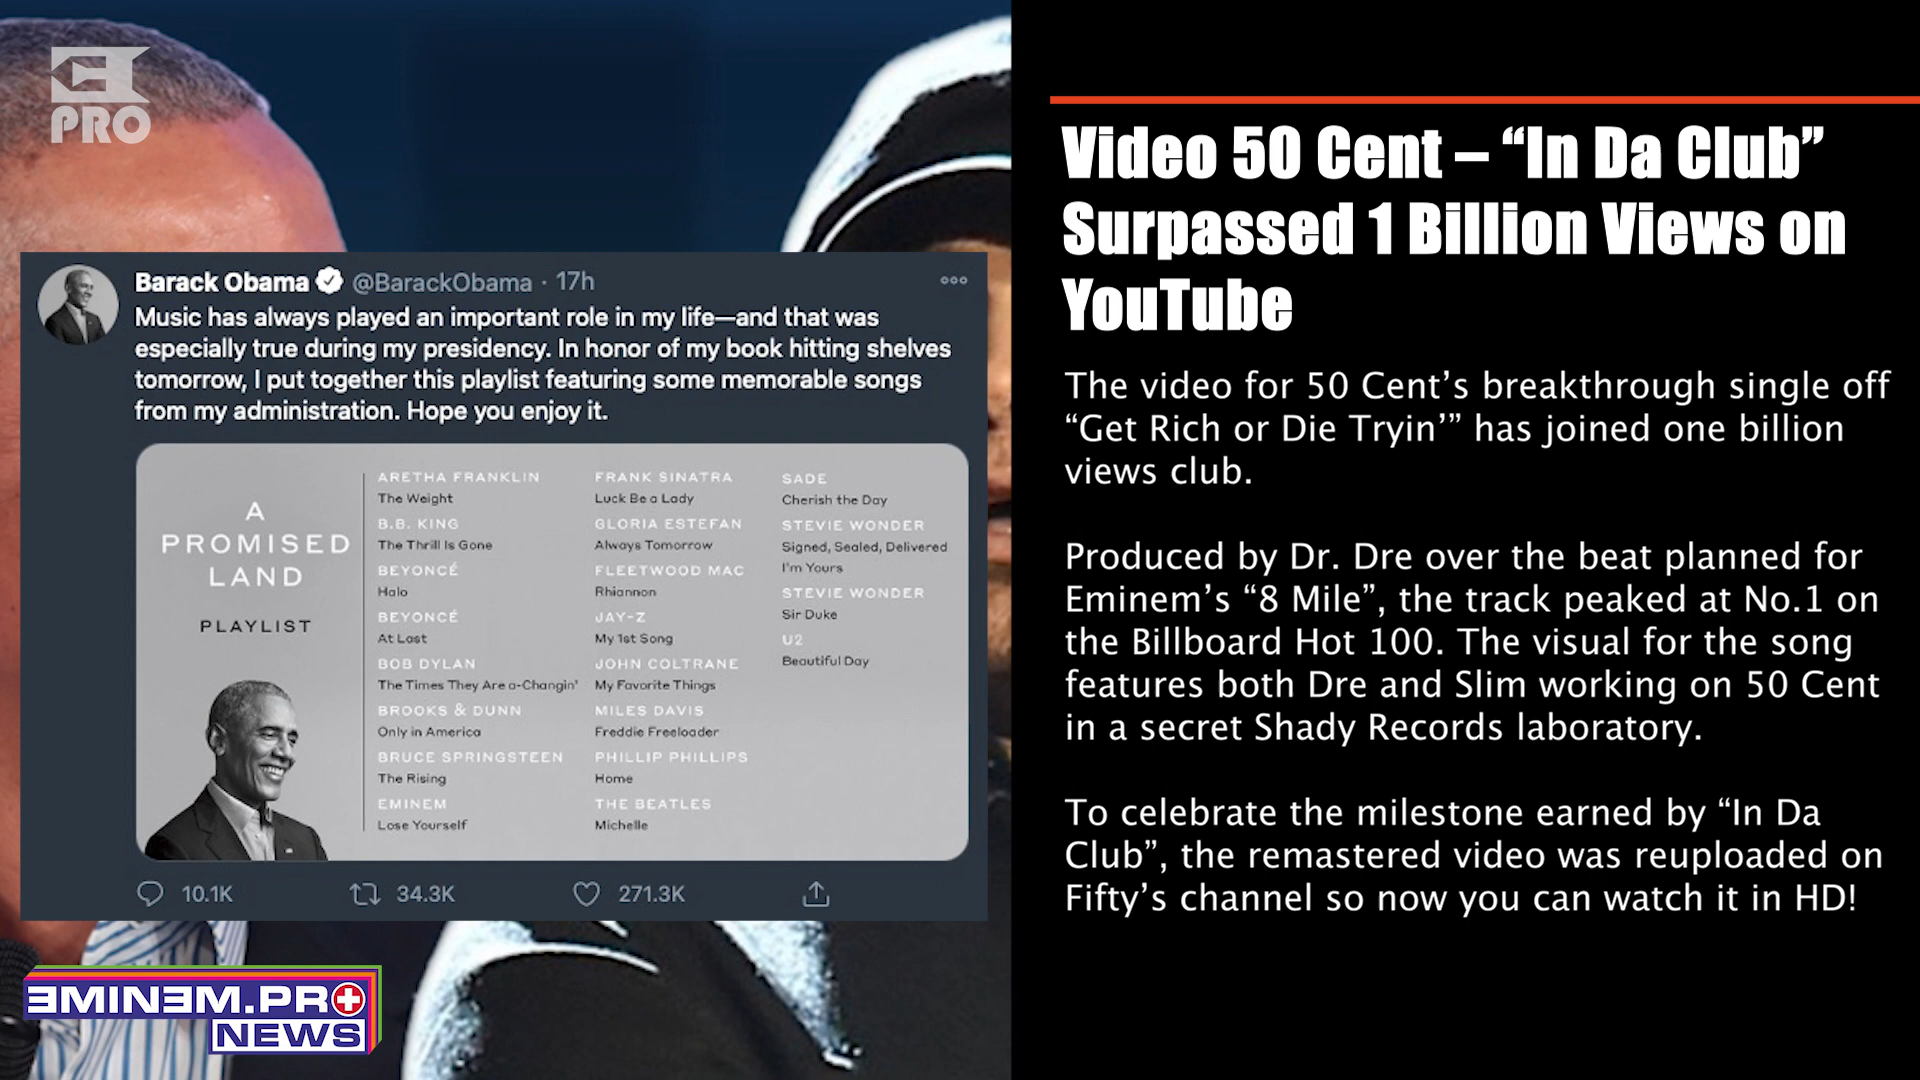 PRO
Barack Obama @BarackObama · 17h
Music has always played an important role in my life—and that was
especially true during my presidency. In honor of my book hitting shelves
tomorrow, I put together this playlist featuring some memorable songs
from my administration. Hope you enjoy it.
A
PROMISED
LAND
PLAYLIST
ARETHA FRANKLIN
The Weight
B.B. KING
The Thrill Is Gone
BEYONCÉ
Halo
BEYONCÉ
At Last
BOB DYLAN
The Times They Are a-Changin'
BROOKS & DUNN
Only in America
BRUCE SPRINGSTEEN
The Rising
EMINEM
Lose Yourself
FRANK SINATRA
Luck Be a Lady
GLORIA ESTEFAN
Always Tomorrow
FLEETWOOD MAC
Rhiannon
JAY-Z
My 1st Song
JOHN COLTRANE
My Favorite Things
MILES DAVIS
Freddie Freeloader
PHILLIP PHILLIPS
Home
THE BEATLES
Michelle
SADE
Cherish the Day
STEVIE WONDER
Signed, Sealed, Delivered
I'm Yours
STEVIE WONDER
Sir Duke
U2
Beautiful Day
10.1K 34.3K 271.3K
EMINEM.PRO
NEWS
Video 50 Cent – “In Da Club”
Surpassed 1 Billion Views on
YouTube
The video for 50 Cent’s breakthrough single off
“Get Rich or Die Tryin’” has joined one billion
views club.
Produced by Dr. Dre over the beat planned for
Eminem’s “8 Mile”, the track peaked at No.1 on
the Billboard Hot 100. The visual for the song
features both Dre and Slim working on 50 Cent
in a secret Shady Records laboratory.
To celebrate the milestone earned by “In Da
Club”, the remastered video was reuploaded on
Fifty’s channel so now you can watch it in HD!